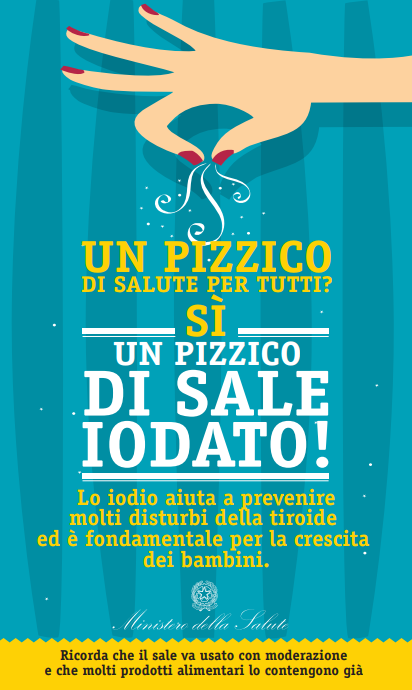 UN PIZZICO
DI SALUTE PER TUTTI?
SÌ
UN PIZZICO
DI SALE
IODATO!
Lo iodio aiuta a prevenire
molti disturbi della tiroide
ed è fondamentale per la crescita
dei bambini.
Ministero della Salute
Ricorda che il sale va usato con moderazione
e che molti prodotti alimentari lo contengono già